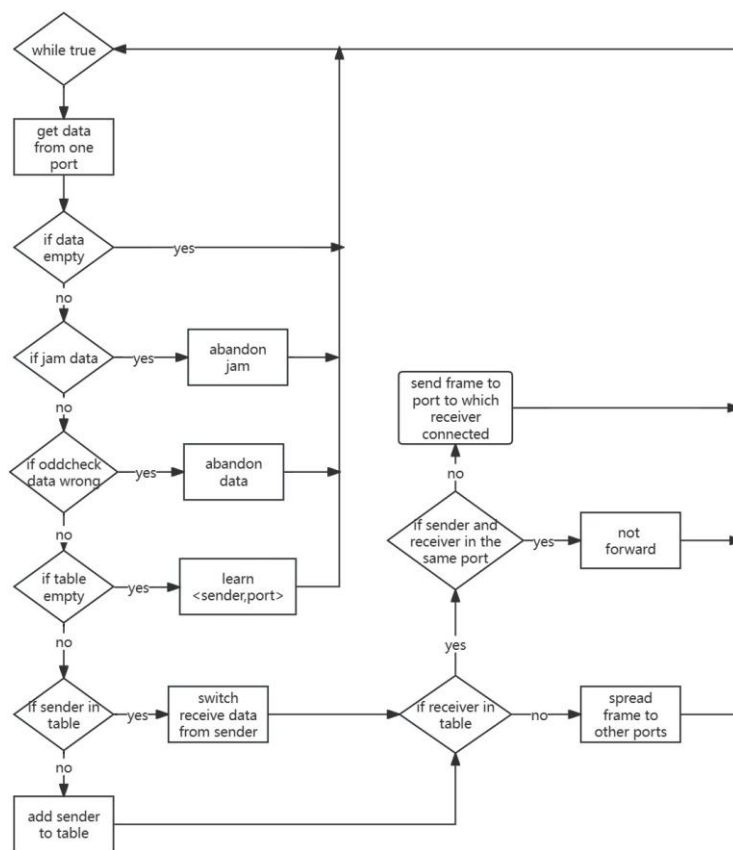 while true
get data
from one
port
if data
empty
yes
no
if jam data
yes
abandon
jam
no
if oddcheck
data wrong
yes
abandon
data
no
if table
empty
yes
learn
<sender,port>
no
if sender in
table
yes
switch
receive data
from sender
no
add sender
to table
send frame to
port to which
receiver
connected
no
if sender and
receiver in the
same port
yes
not
forward
yes
if receiver in
table
no
spread
frame to
other ports